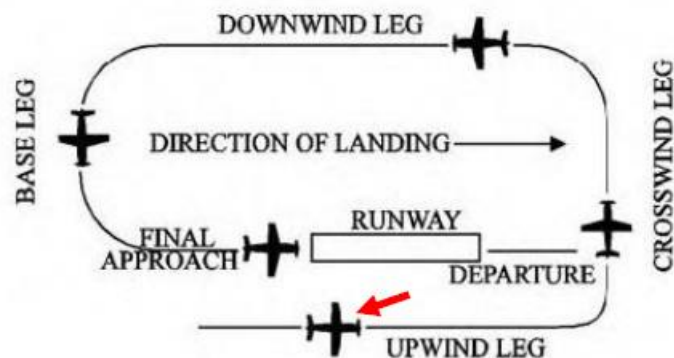 DOWNWIND LEG
BASE LEG
DIRECTION OF LANDING
CROSSWIND LEG
RUNWAY
FINAL
APPROACH
DEPARTURE
UPWIND LEG